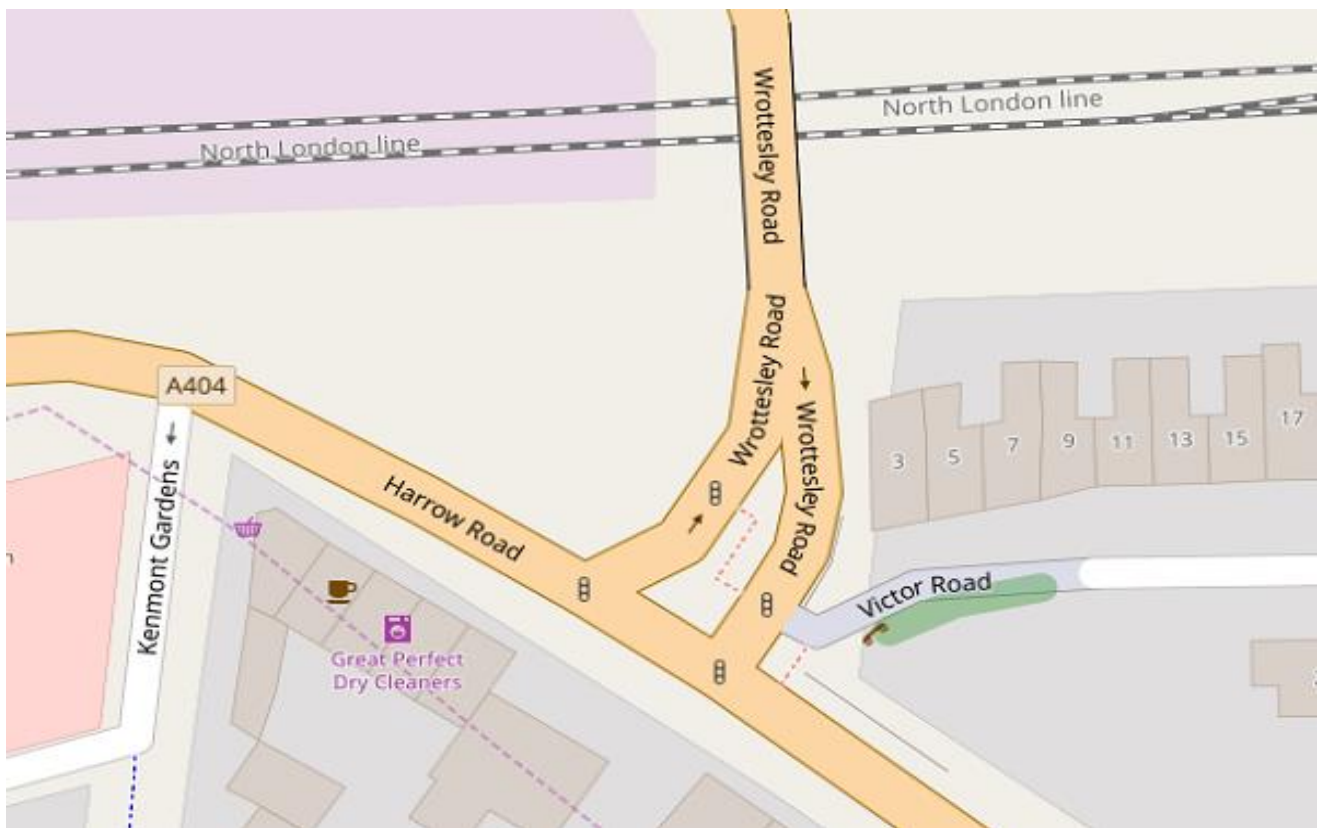 Wrottesley Road
North London line
North London line
Wrottesley Road
A404
Wrottesley Road
Harrow Road
Kenmont Gardens
3
5
7
9
11
13
15
17
Victor Road
Great Perfect
Dry Cleaners